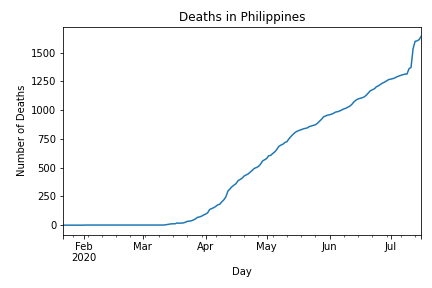 Deaths in Philippines
Number of Deaths
1500
1250
1000
750
500
250
0
Feb
2020
Mar
Apr
May
Jun
Jul
Day